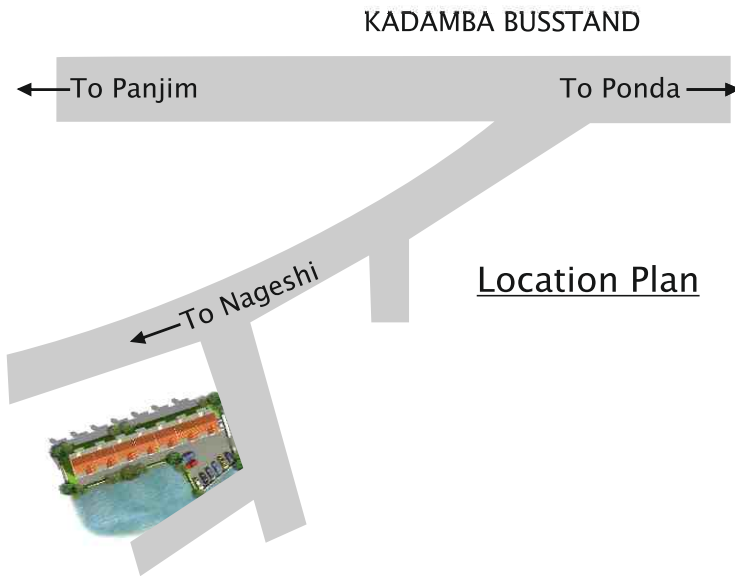 KADAMBA BUSSTAND
To Panjim
To Ponda
To Nageshi
Location Plan